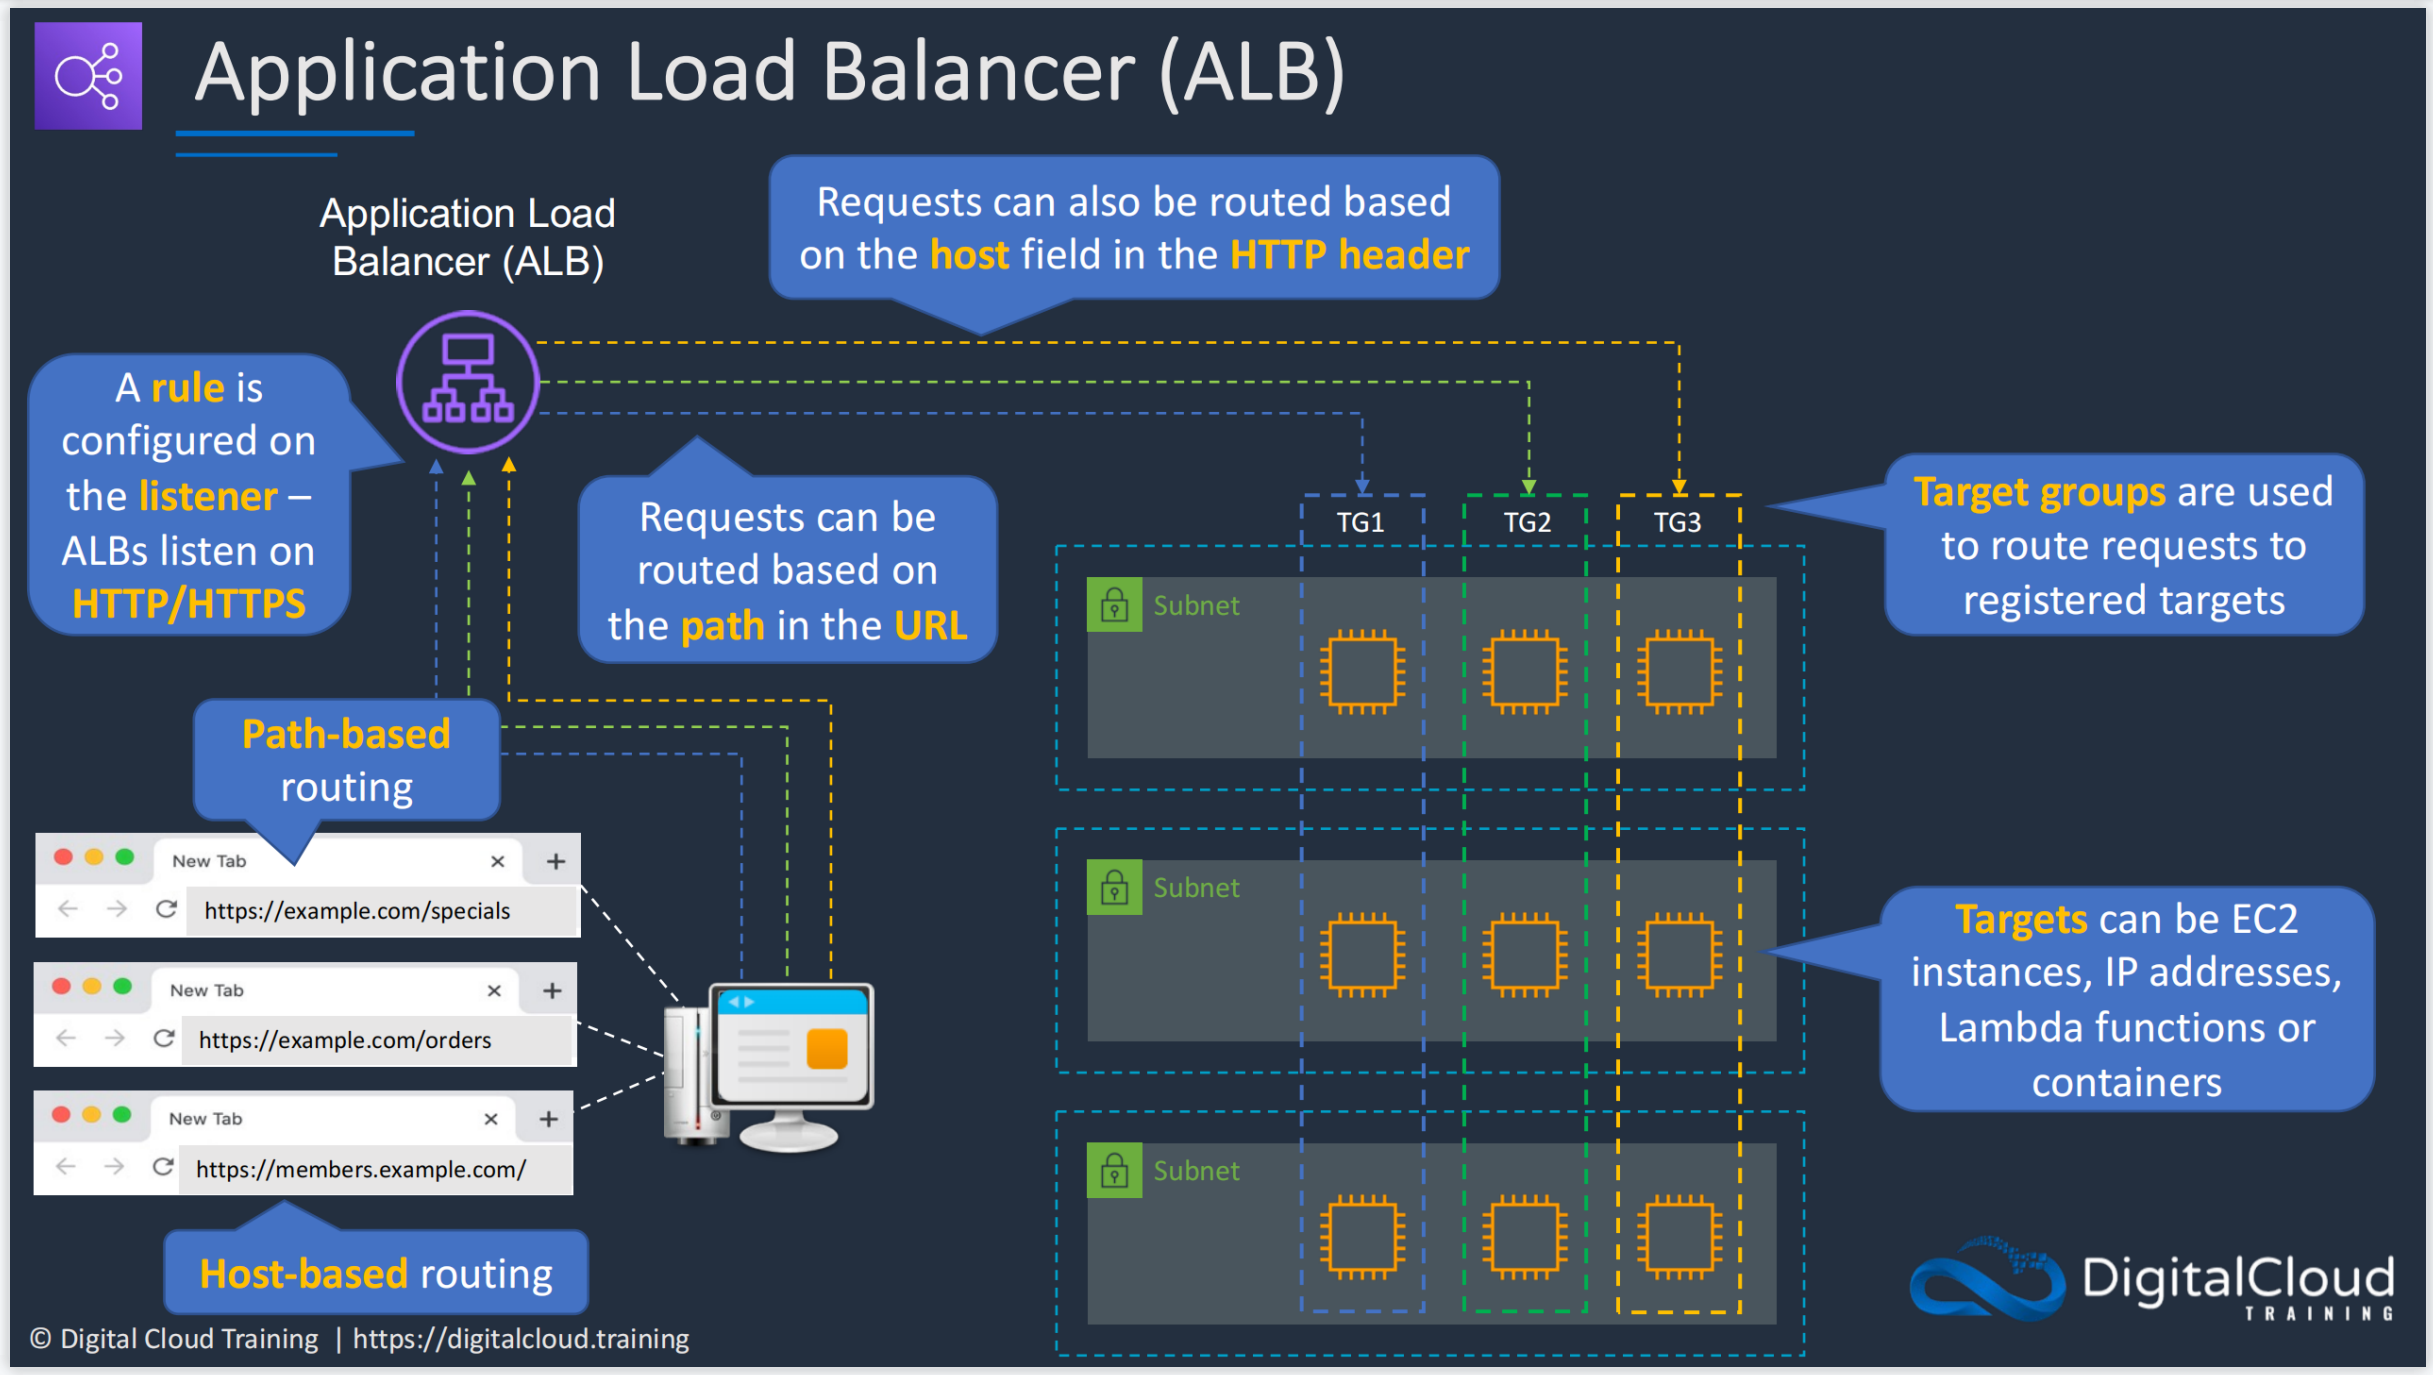 Application Load Balancer (ALB)
Application Load
Balancer (ALB)
Requests can also be routed based
on the host field in the HTTP header
A rule is
configured on
the listener –
ALBs listen on
HTTP/HTTPS
Requests can be
routed based on
the path in the URL
TG1
TG2
TG3
Target groups are used
to route requests to
registered targets
Subnet
Path-based
routing
New Tab
https://example.com/specials
Subnet
Targets can be EC2
instances, IP addresses,
Lambda functions or
containers
New Tab
https://example.com/orders
New Tab
https://members.example.com/
Subnet
Host-based routing
DigitalCloud
TRAINING
© Digital Cloud Training | https://digitalcloud.training